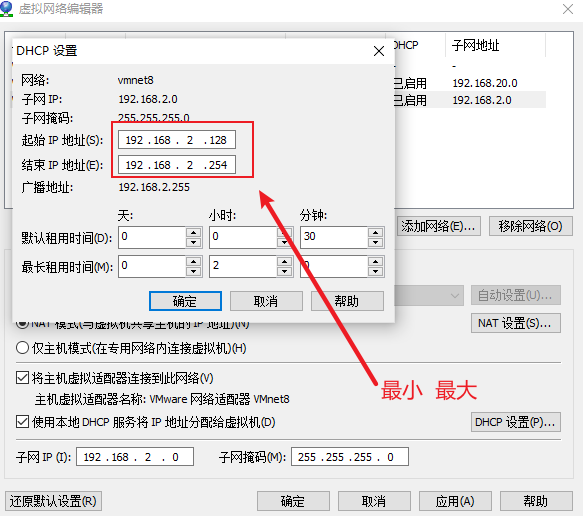 虚拟网络编辑器
DHCP 设置
DHCP 子网地址
- -
已启用 192.168.20.0
已启用 192.168.2.0
网络: vmnet8
子网 IP: 192.168.2.0
子网掩码: 255.255.255.0
起始 IP 地址(S): 192 .168 . 2 .128
结束 IP 地址(E): 192 .168 . 2 .254
广播地址: 192.168.2.255
天: 小时: 分钟:
默认租用时间(D): 0 0 30
最长租用时间(M): 0 2 0
确定 取消 帮助
添加网络(E)... 移除网络(O)
自动设置(U)...
NAT 模式(与虚拟机共享主机的 IP 地址)(N) NAT 设置(S)...
仅主机模式(在专用网络内连接虚拟机)(H)
最小 最大
将主机虚拟适配器连接到此网络(V)
主机虚拟适配器名称: VMware 网络适配器 VMnet8
使用本地 DHCP 服务将 IP 地址分配给虚拟机(D) DHCP 设置(P)...
子网 IP (I): 192 .168 . 2 . 0 子网掩码(M): 255 .255 .255 . 0
还原默认设置(R) 确定 取消 应用(A) 帮助